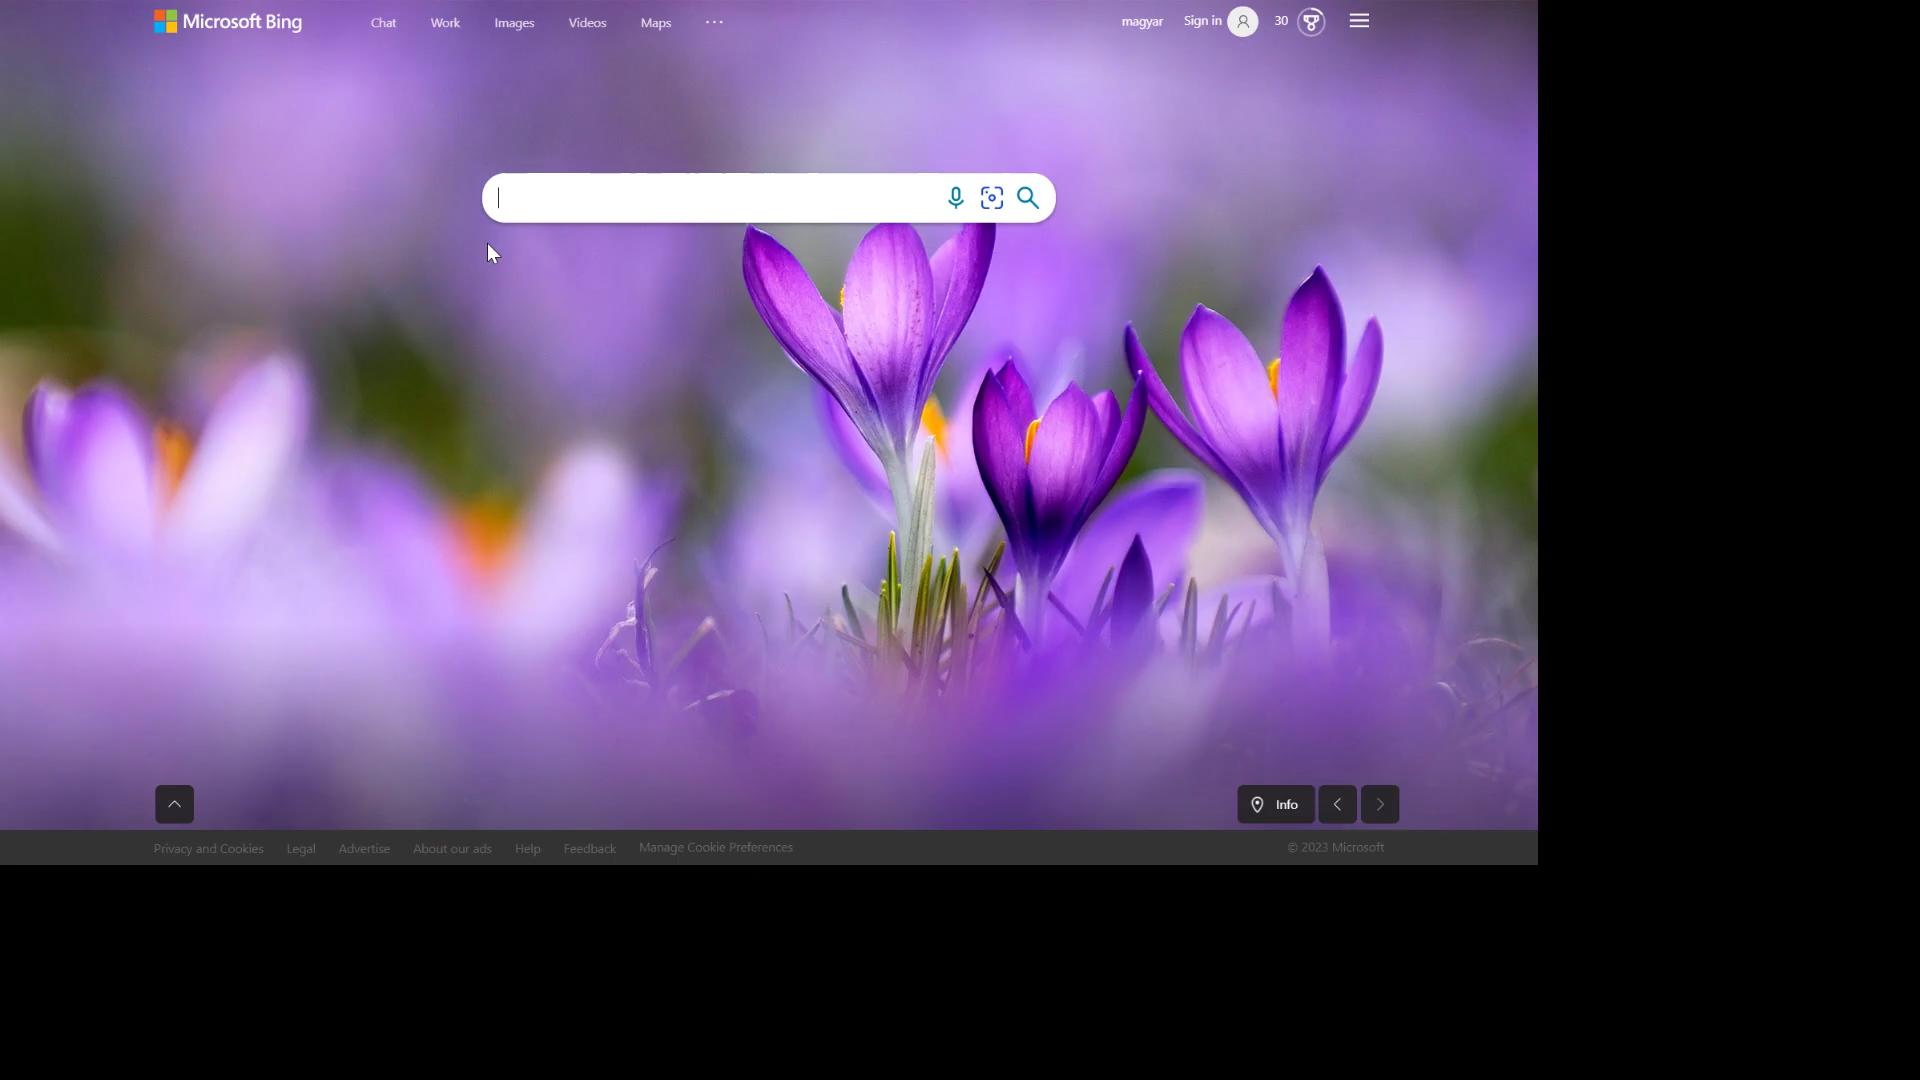 Microsoft Bing Chat Work Images Videos Maps ... magyar Sign in 30
Info
Privacy and Cookies Legal Advertise About our ads Help Feedback Manage Cookie Preferences © 2023 Microsoft